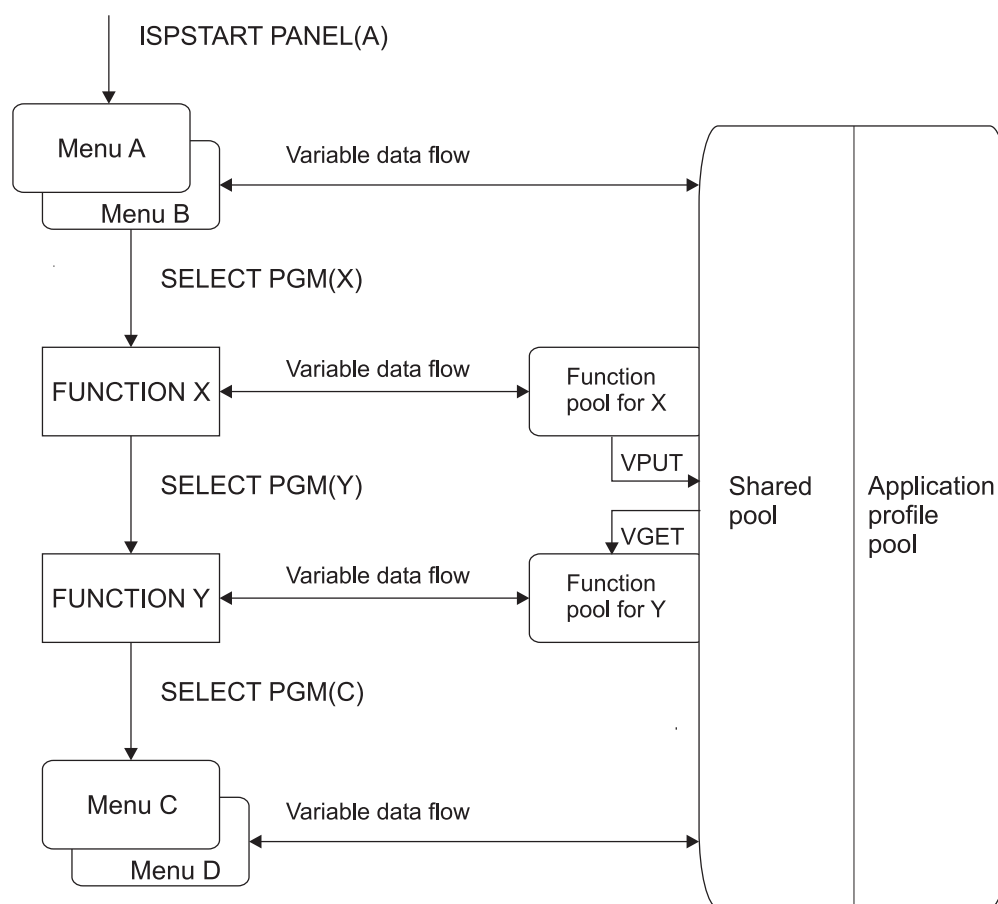 ISPSTART PANEL(A)
Menu A
Variable data flow
Menu B
SELECT PGM(X)
FUNCTION X
Variable data flow
Function
pool for X
VPUT
SELECT PGM(Y)
Shared
pool
Application
profile
pool
VGET
FUNCTION Y
Variable data flow
Function
pool for Y
SELECT PGM(C)
Menu C
Variable data flow
Menu D